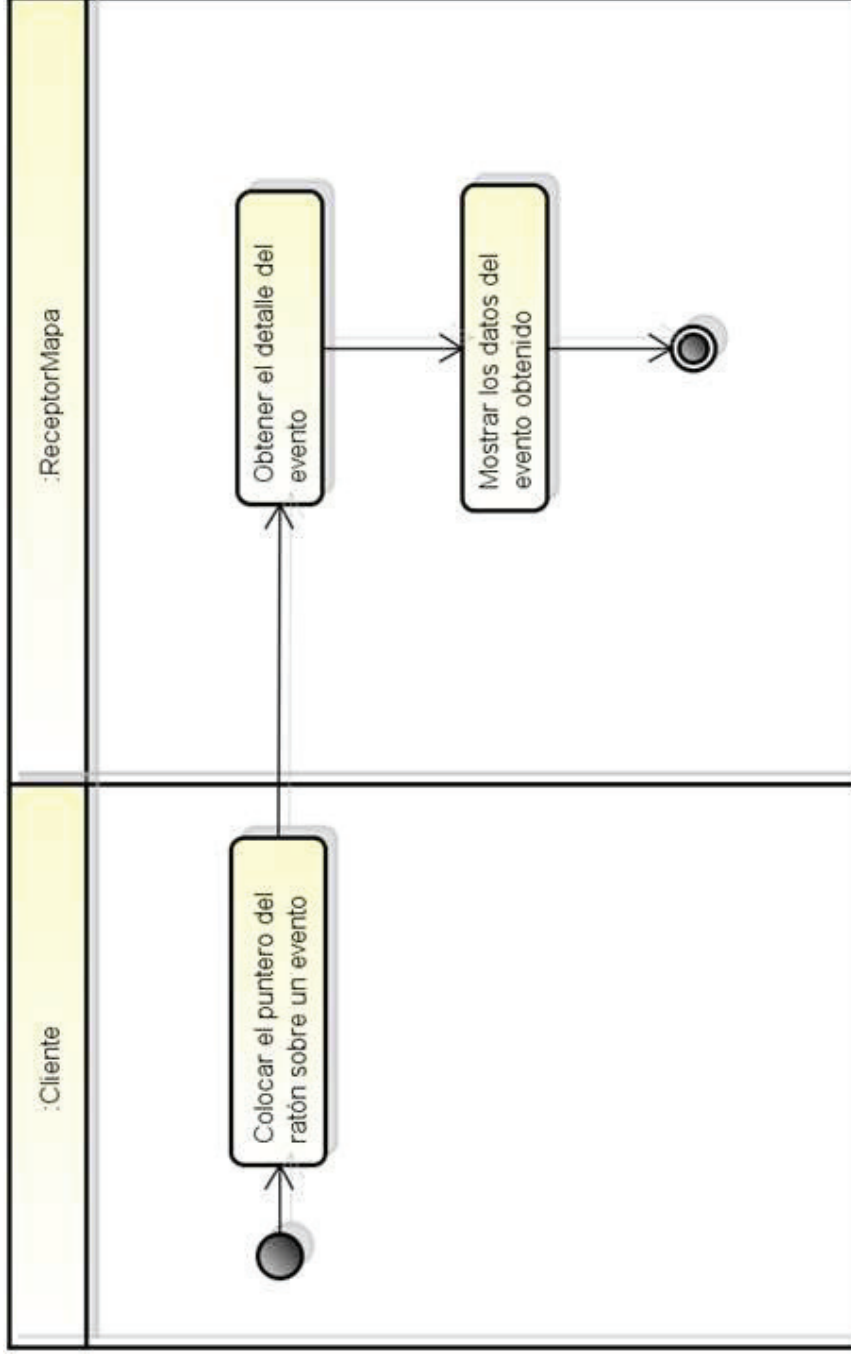 :Cliente
:ReceptorMapa
Colocar el puntero del
ratón sobre un evento
Obtener el detalle del
evento
Mostrar los datos del
evento obtenido